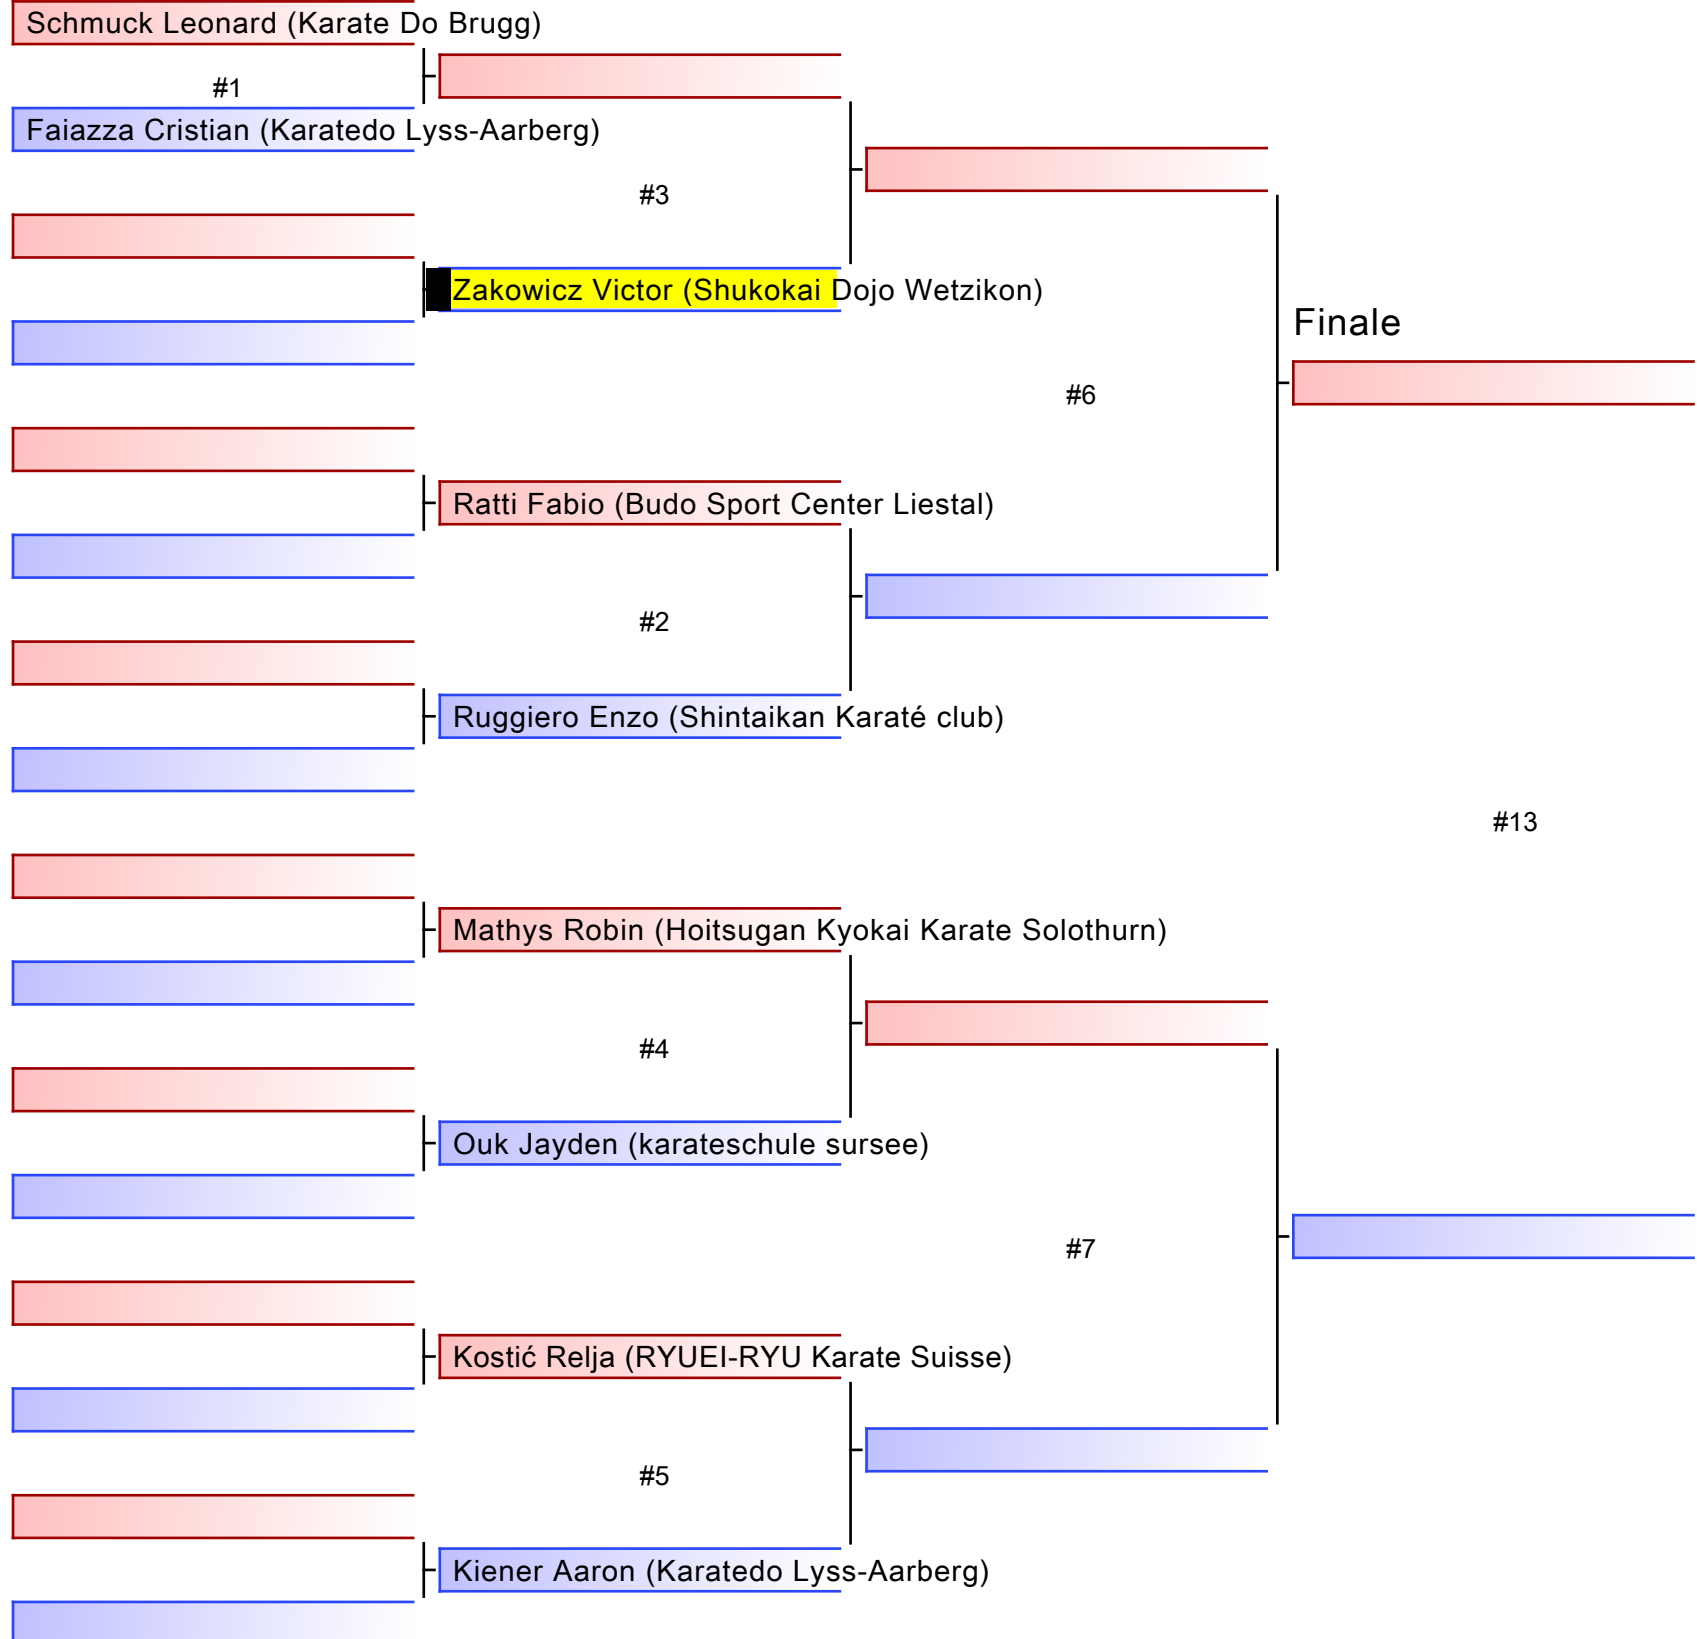 Schmuck Leonard (Karate Do Brugg)
#1
Faiazza Cristian (Karatedo Lyss-Aarberg)
#3
Zakowicz Victor (Shukokai Dojo Wetzikon)
Finale
#6
Ratti Fabio (Budo Sport Center Liestal)
#2
Ruggiero Enzo (Shintaikan Karaté club)
#13
Mathys Robin (Hoitsugan Kyokai Karate Solothurn)
#4
Ouk Jayden (karateschule sursee)
#7
Kostić Relja (RYUEI-RYU Karate Suisse)
#5
Kiener Aaron (Karatedo Lyss-Aarberg)